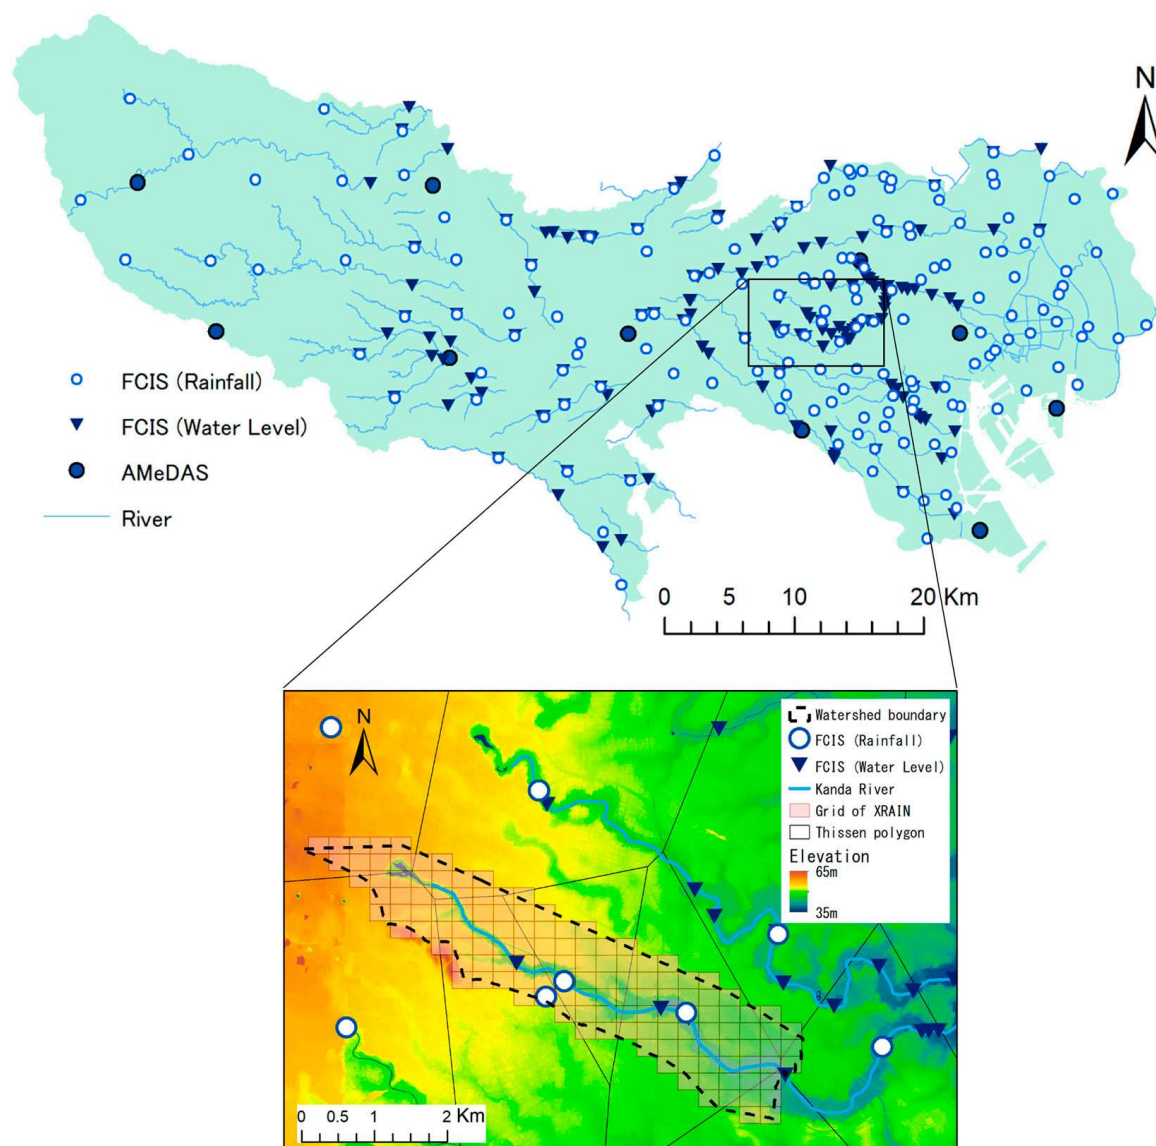 N
FCIS (Rainfall)
FCIS (Water Level)
AMeDAS
River
0 5 10 20 Km
N
Watershed boundary
FCIS (Rainfall)
FCIS (Water Level)
Kanda River
Grid of XRAIN
Thissen polygon
Elevation
65m
35m
0 0.5 1 2 Km